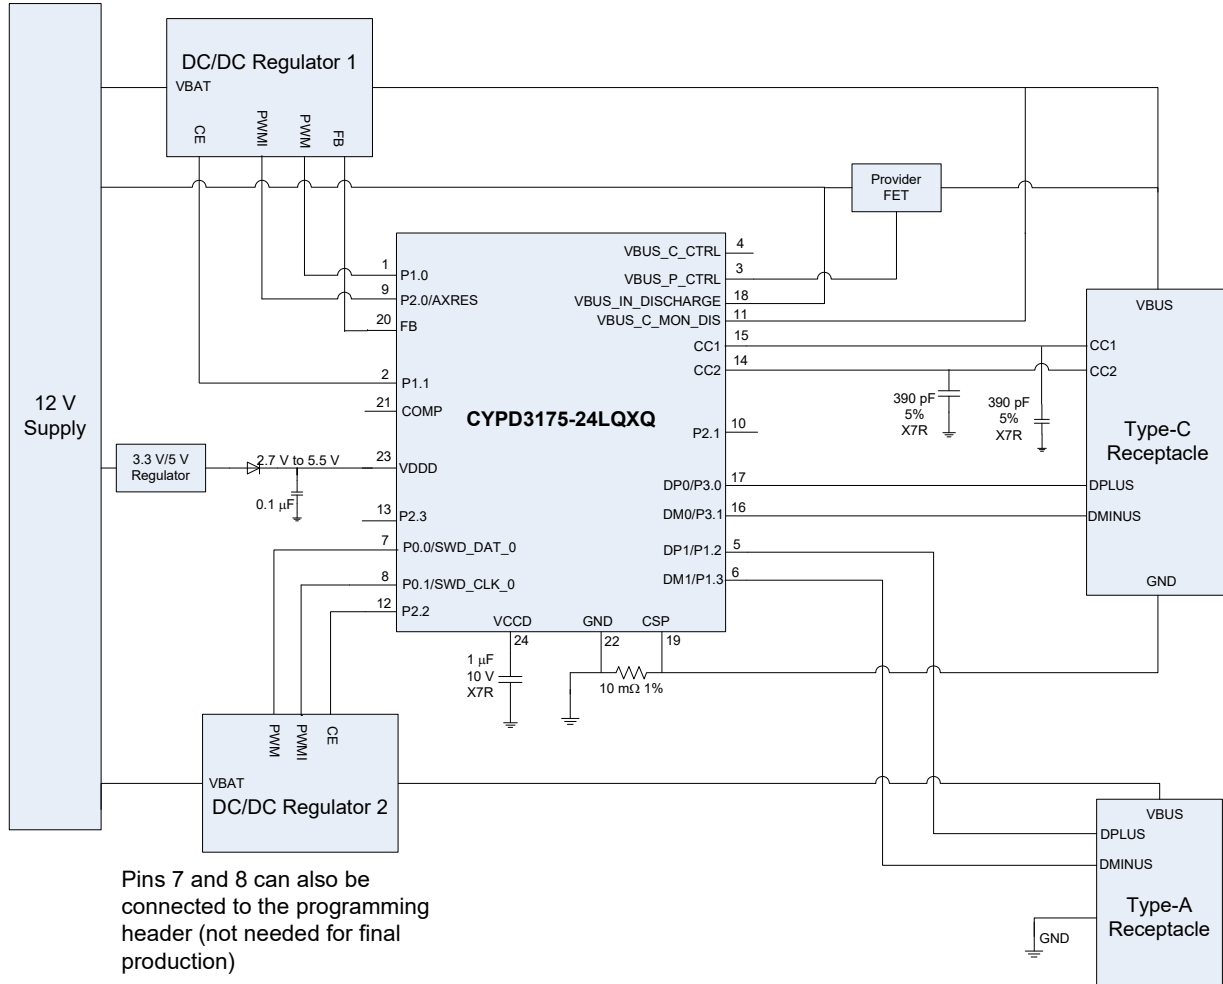 DC/DC Regulator 1
VBAT
CE
PWMI
PWM
FB
Provider
FET
12 V
Supply
CYPD3175-24LQXQ
1
P1.0
9
P2.0/AXRES
20
FB
2
P1.1
21
COMP
23
VDDD
13
P2.3
7
P0.0/SWD_DAT_0
8
P0.1/SWD_CLK_0
12
P2.2
VBUS_C_CTRL
4
VBUS_P_CTRL
3
VBUS_IN_DISCHARGE
18
VBUS_C_MON_DIS
11
CC1
15
CC2
14
P2.1
10
DP0/P3.0
17
DM0/P3.1
16
DP1/P1.2
5
DM1/P1.3
6
VCCD
24
GND
22
CSP
19
3.3 V/5 V
Regulator
2.7 V to 5.5 V
0.1 μF
390 pF
5%
X7R
390 pF
5%
X7R
VBUS
CC1
CC2
Type-C
Receptacle
DPLUS
DMINUS
GND
1 μF
10 V
X7R
10 mΩ 1%
PWM
PWMI
CE
VBAT
DC/DC Regulator 2
VBUS
DPLUS
DMINUS
Type-A
Receptacle
GND
Pins 7 and 8 can also be
connected to the programming
header (not needed for final
production)